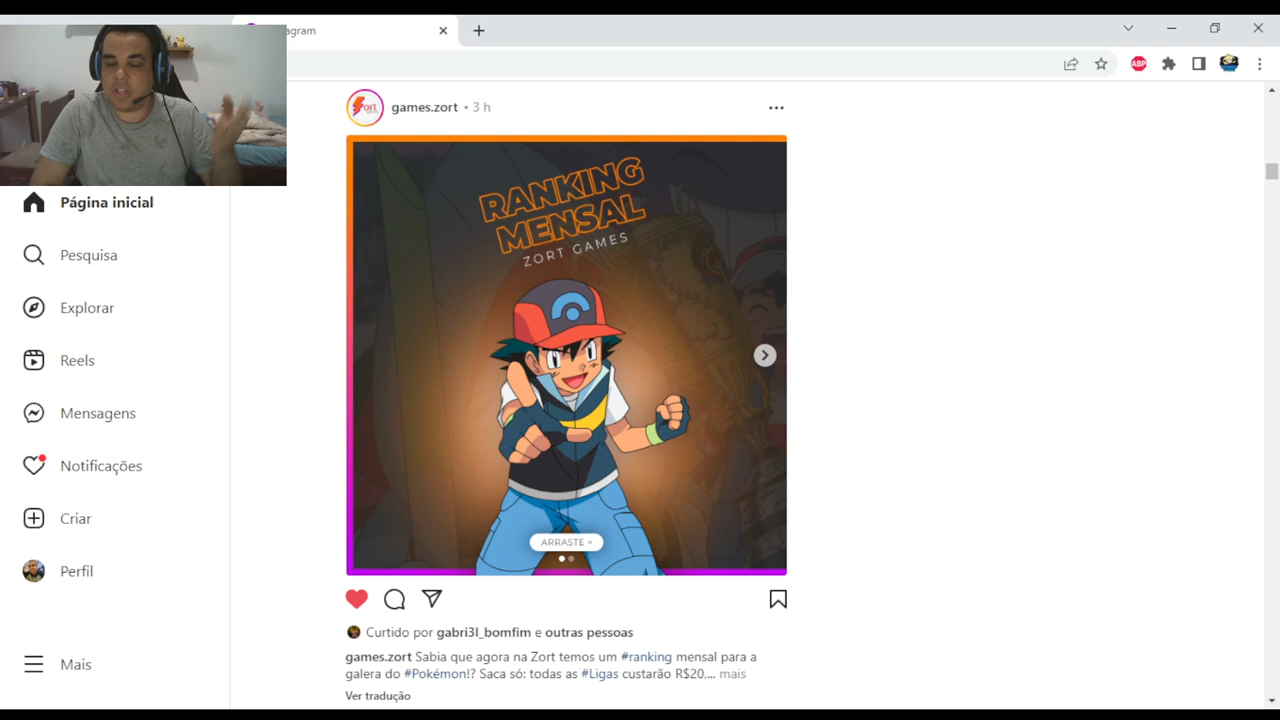 agram
ABP
Zort
games.zort • 3 h
RANKING
MENSAL
ZORT GAMES
ARRASTE >
Página inicial
Pesquisa
Explorar
Reels
Mensagens
Notificações
Criar
Perfil
Mais
Curtido por gabri3l_bomfim e outras pessoas
games.zort Sabia que agora na Zort temos um #ranking mensal para a
galera do #Pokémon!? Saca só: todas as #Ligas custarão R$20,... mais
Ver tradução